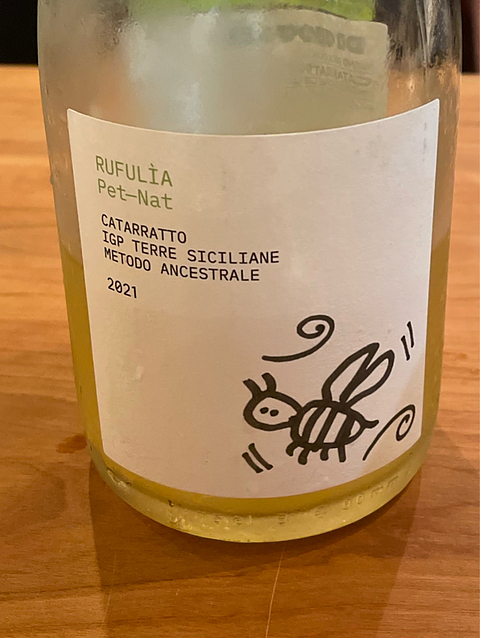 RUFULÌA
Pet-Nat
CATARRATTO
IGP TERRE SICILIANE
METODO ANCESTRALE
2021